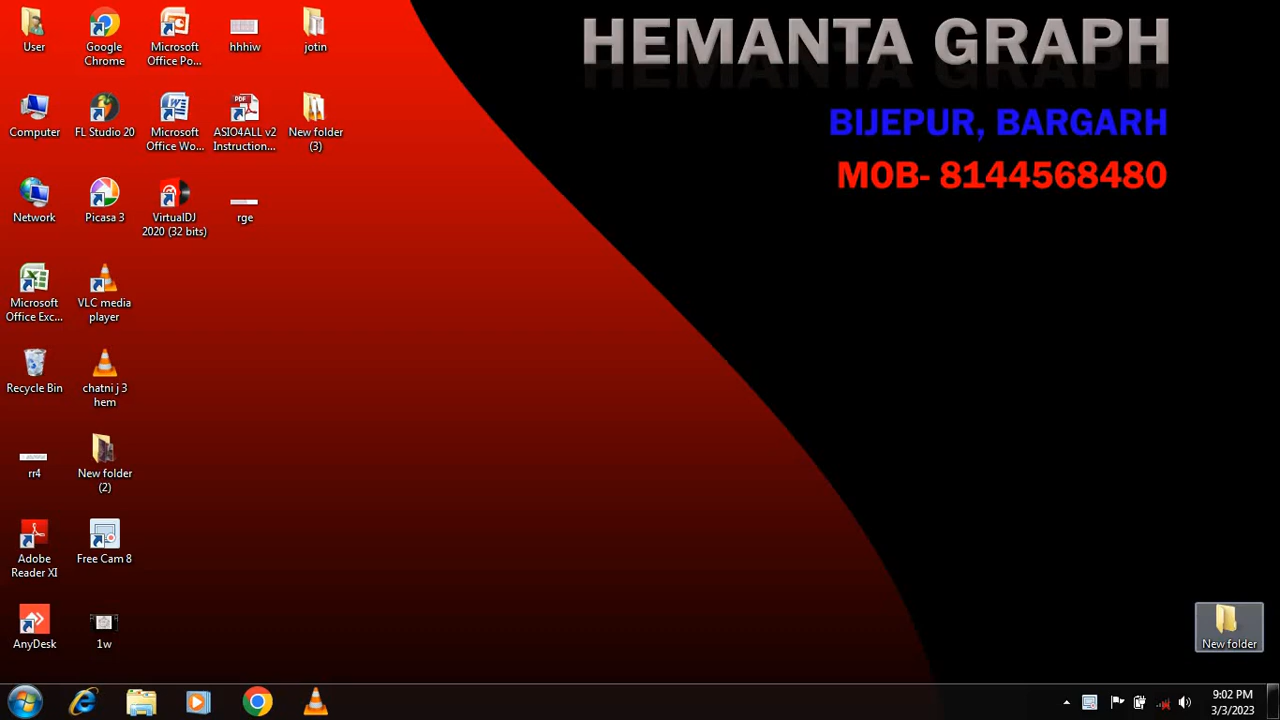 HEMANTA GRAPH
BIJEPUR, BARGARH
MOB- 8144568480
User
Google
Chrome
Microsoft
Office Po...
hhhiw
jotin
Computer
FL Studio 20
Microsoft
Office Wo...
PDF
ASIO4ALL v2
Instruction...
New folder
(3)
Network
Picasa 3
VirtualDJ
2020 (32 bits)
rge
Microsoft
Office Exc...
VLC media
player
Recycle Bin
chatni j 3
hem
rr4
New folder
(2)
Adobe
Reader XI
Free Cam 8
AnyDesk
1w
New folder
9:02 PM
3/3/2023